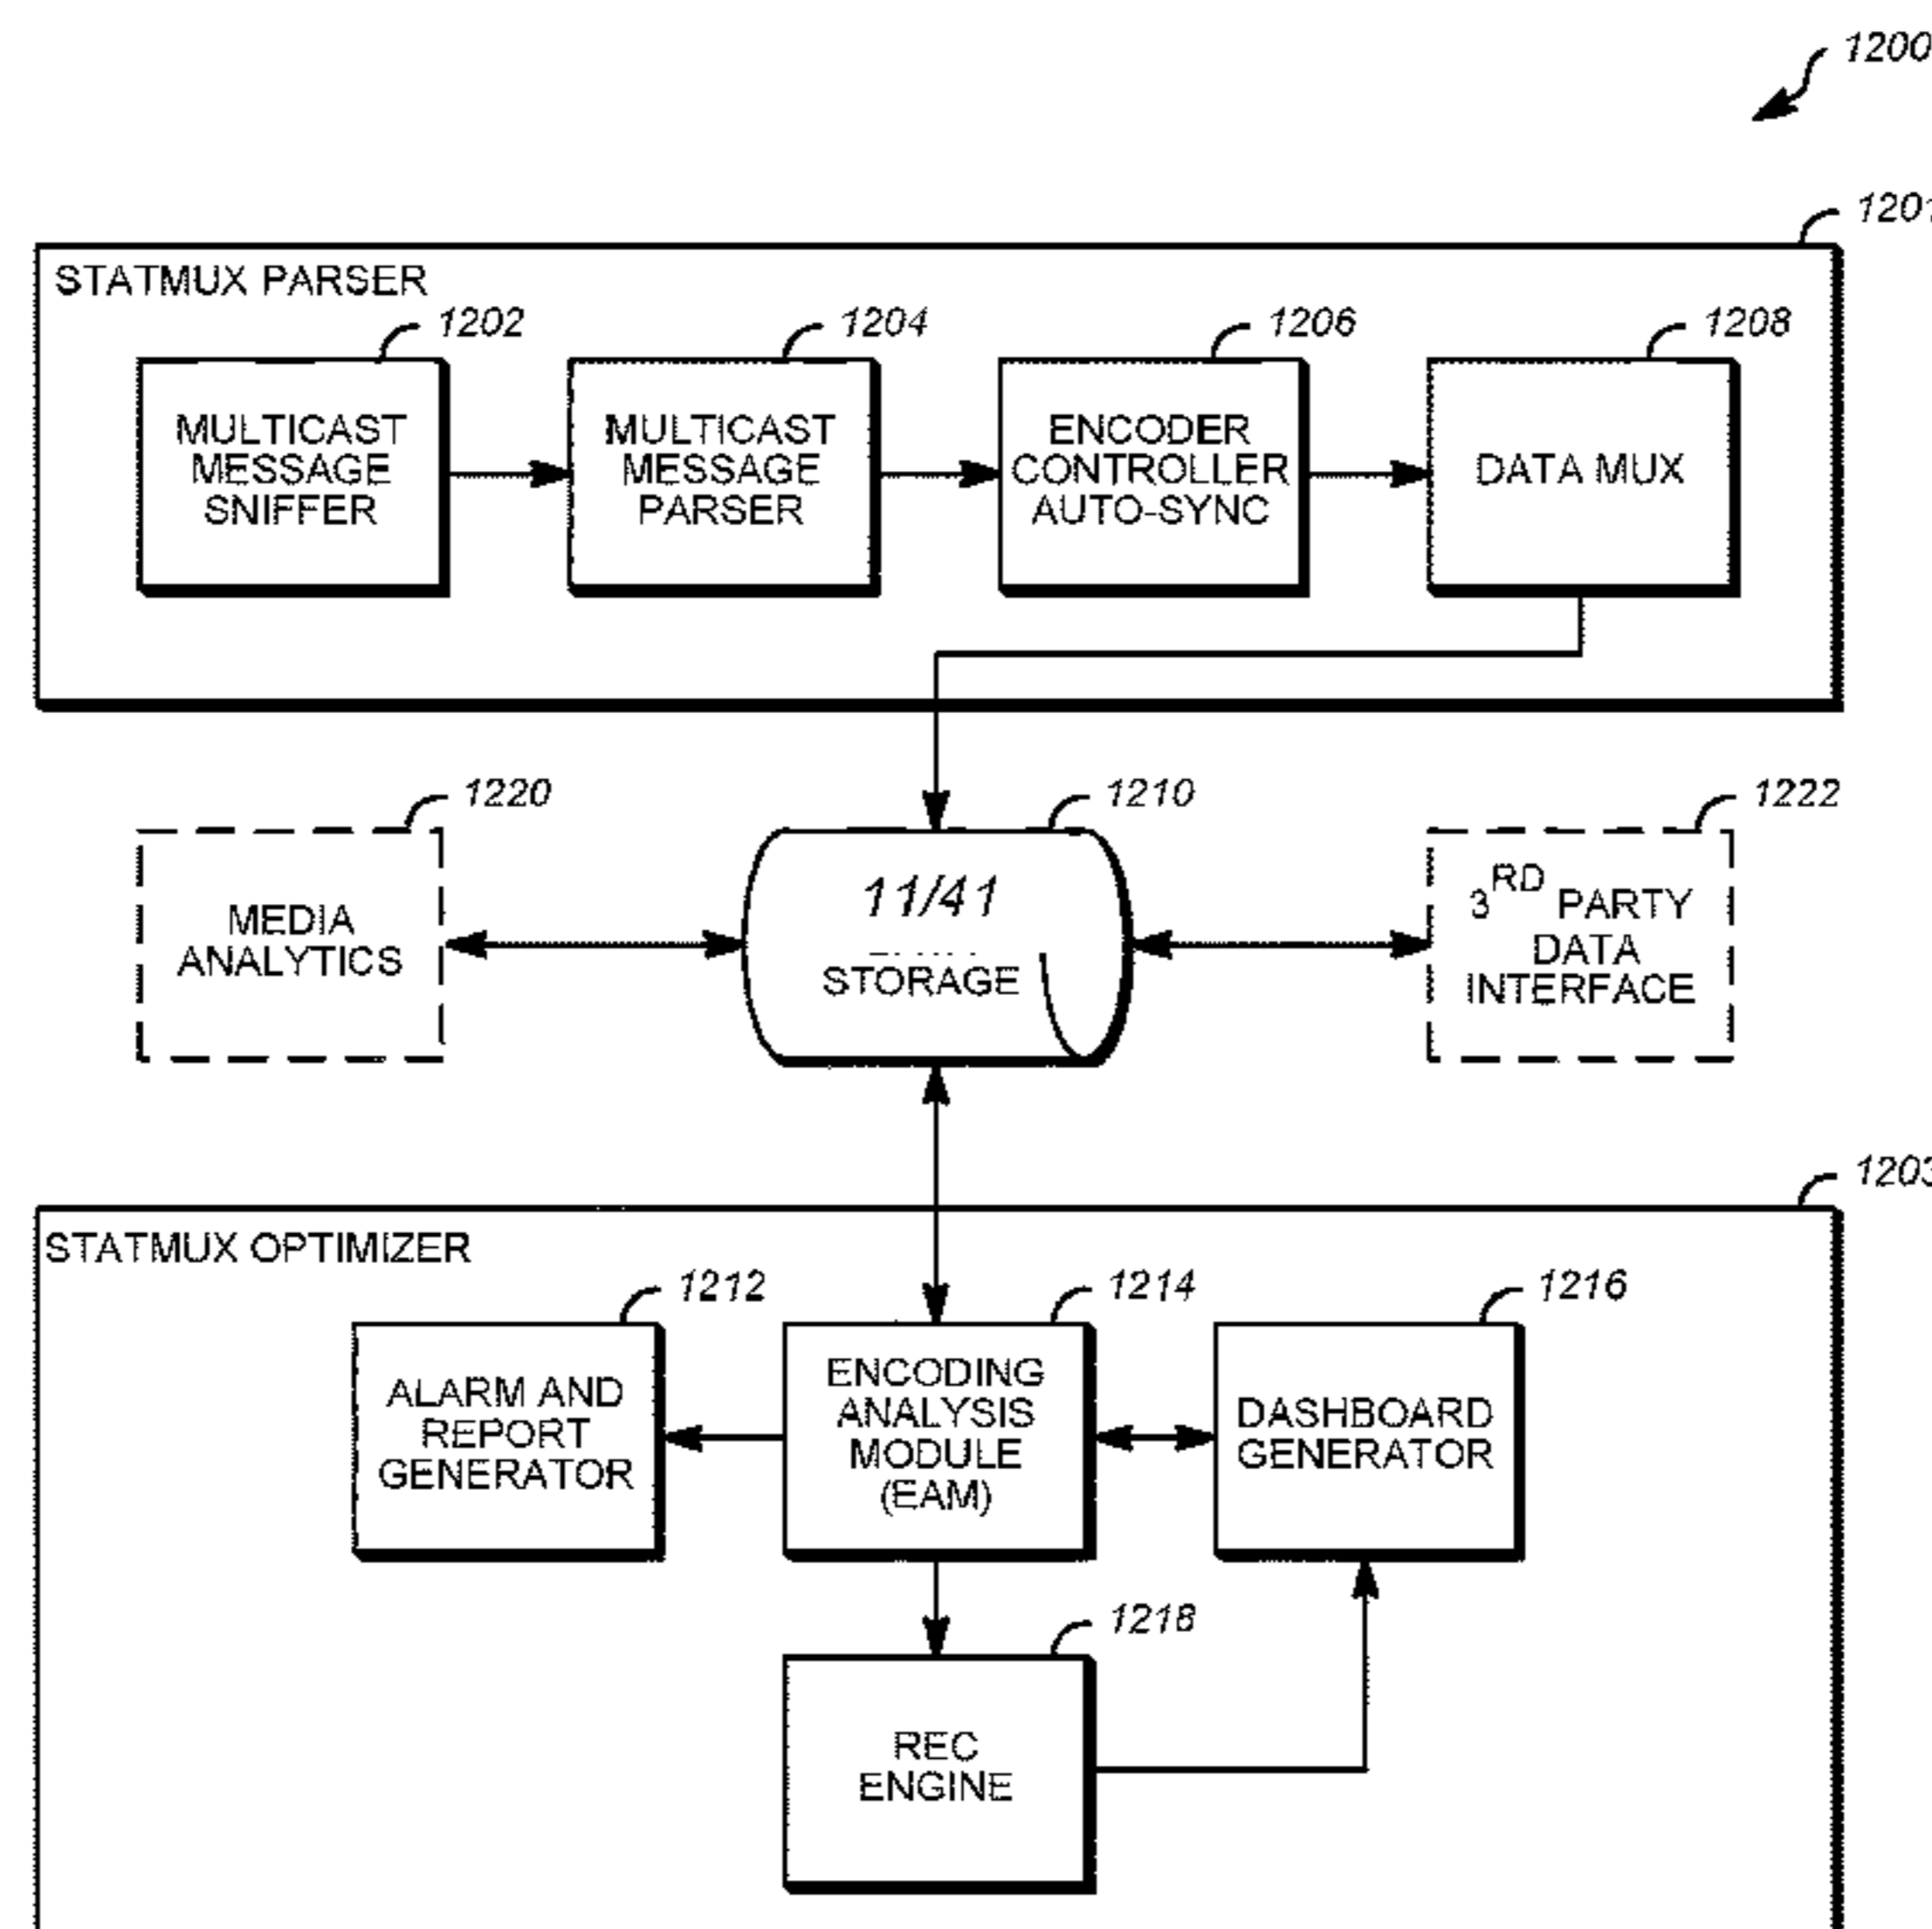 1200
1201
STATMUX PARSER
1202
1204
1206
1208
MULTICAST
MESSAGE
SNIFFER
MULTICAST
MESSAGE
PARSER
ENCODER
CONTROLLER
AUTO-SYNC
DATA MUX
1220
1210
1222
MEDIA
ANALYTICS
11/41
STORAGE
3RD PARTY
DATA
INTERFACE
1203
STATMUX OPTIMIZER
1212
1214
1216
ALARM AND
REPORT
GENERATOR
ENCODING
ANALYSIS
MODULE
(EAM)
DASHBOARD
GENERATOR
1218
REC
ENGINE